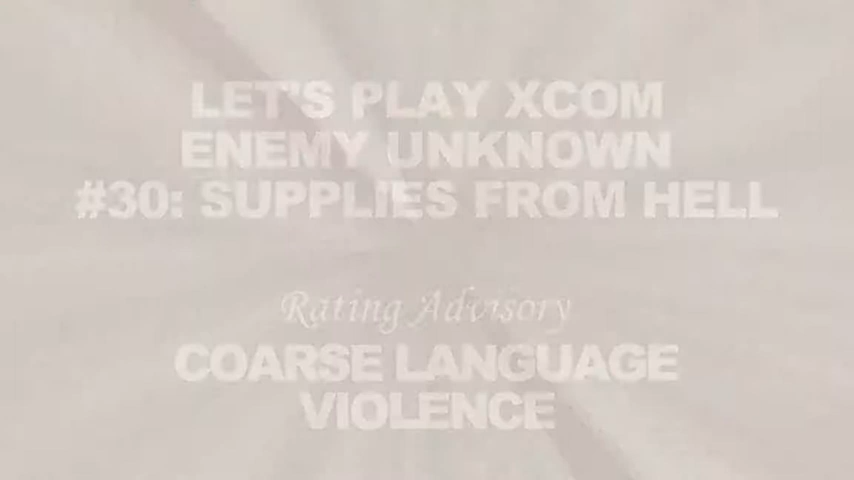 LET'S PLAY XCOM
ENEMY UNKNOWN
#30: SUPPLIES FROM HELL
Rating Advisory
COARSE LANGUAGE
VIOLENCE